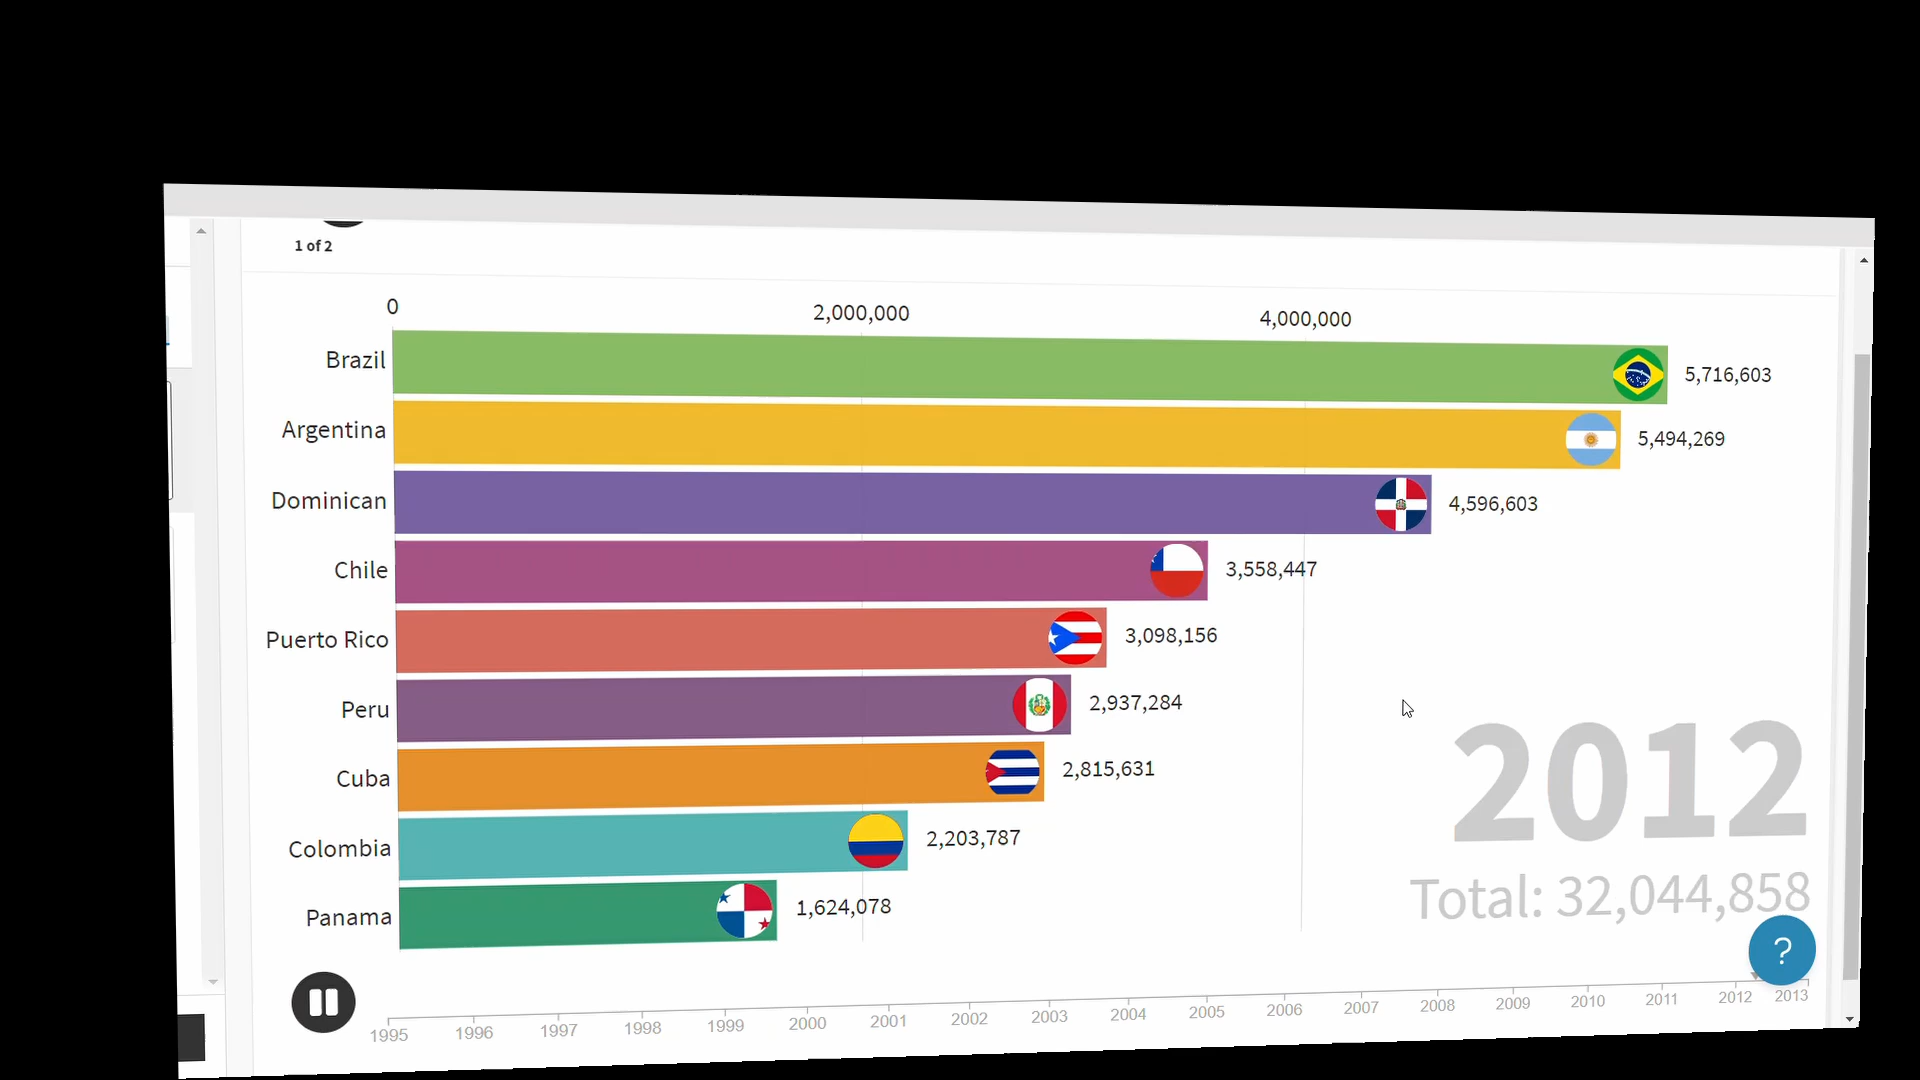 1 of 2
0 2,000,000 4,000,000
Brazil 5,716,603
Argentina 5,494,269
Dominican 4,596,603
Chile 3,558,447
Puerto Rico 3,098,156
Peru 2,937,284
Cuba 2,815,631
Colombia 2,203,787
Panama 1,624,078
2012
Total: 32,044,858
?
1995 1996 1997 1998 1999 2000 2001 2002 2003 2004 2005 2006 2007 2008 2009 2010 2011 2012 2013